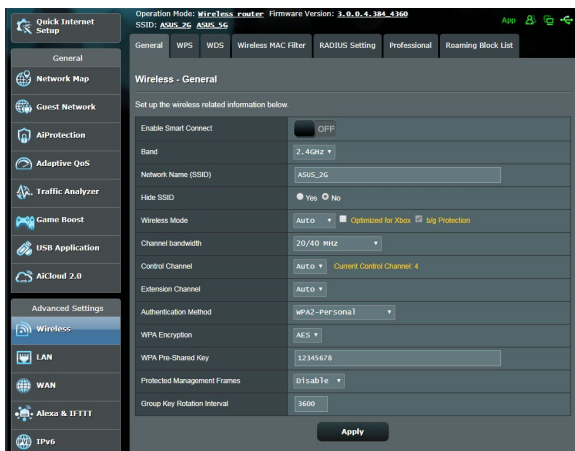 Quick Internet
Setup
General
Network Map
Guest Network
AiProtection
Adaptive QoS
Traffic Analyzer
Game Boost
USB Application
AiCloud 2.0
Advanced Settings
Wireless
LAN
WAN
Alexa & IFTTT
IPv6
Operation Mode: Wireless router Firmware Version: 3.0.0.4.384_4360
SSID: ASUS_2G ASUS_5G
App
General WPS WDS Wireless MAC Filter RADIUS Setting Professional Roaming Block List
Wireless - General
Set up the wireless related information below.
Enable Smart Connect OFF
Band 2.4GHz
Network Name (SSID) ASUS_2G
Hide SSID Yes No
Wireless Mode Auto Optimized for Xbox b/g Protection
Channel bandwidth 20/40 MHz
Control Channel Auto Current Control Channel: 4
Extension Channel Auto
Authentication Method WPA2-Personal
WPA Encryption AES
WPA Pre-Shared Key 12345678
Protected Management Frames Disable
Group Key Rotation Interval 3600
Apply